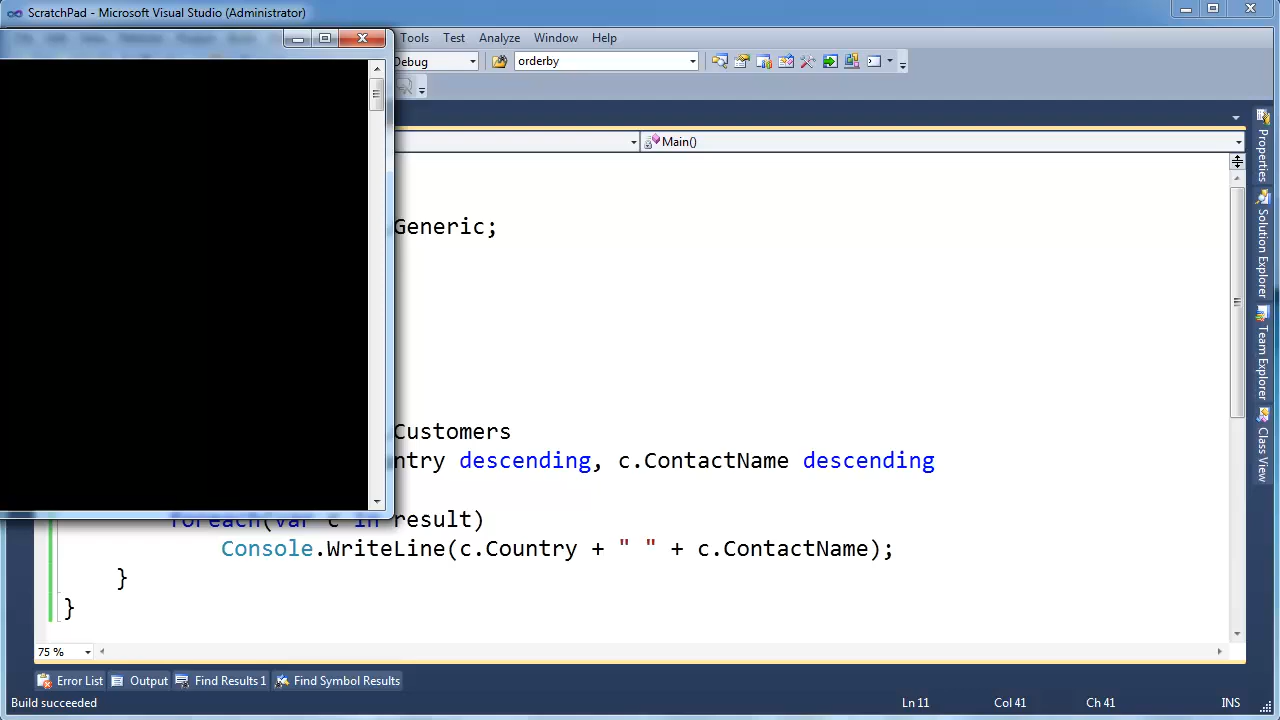 ScratchPad - Microsoft Visual Studio (Administrator)
Tools Test Analyze Window Help
Debug orderby
Main()
Generic;
Customers
ntry descending, c.ContactName descending
foreach(var c in result)
Console.WriteLine(c.Country + " " + c.ContactName);
}
}
Properties
Solution Explorer
Team Explorer
Class View
75 %
Error List Output Find Results 1 Find Symbol Results
Build succeeded Ln 11 Col 41 Ch 41 INS